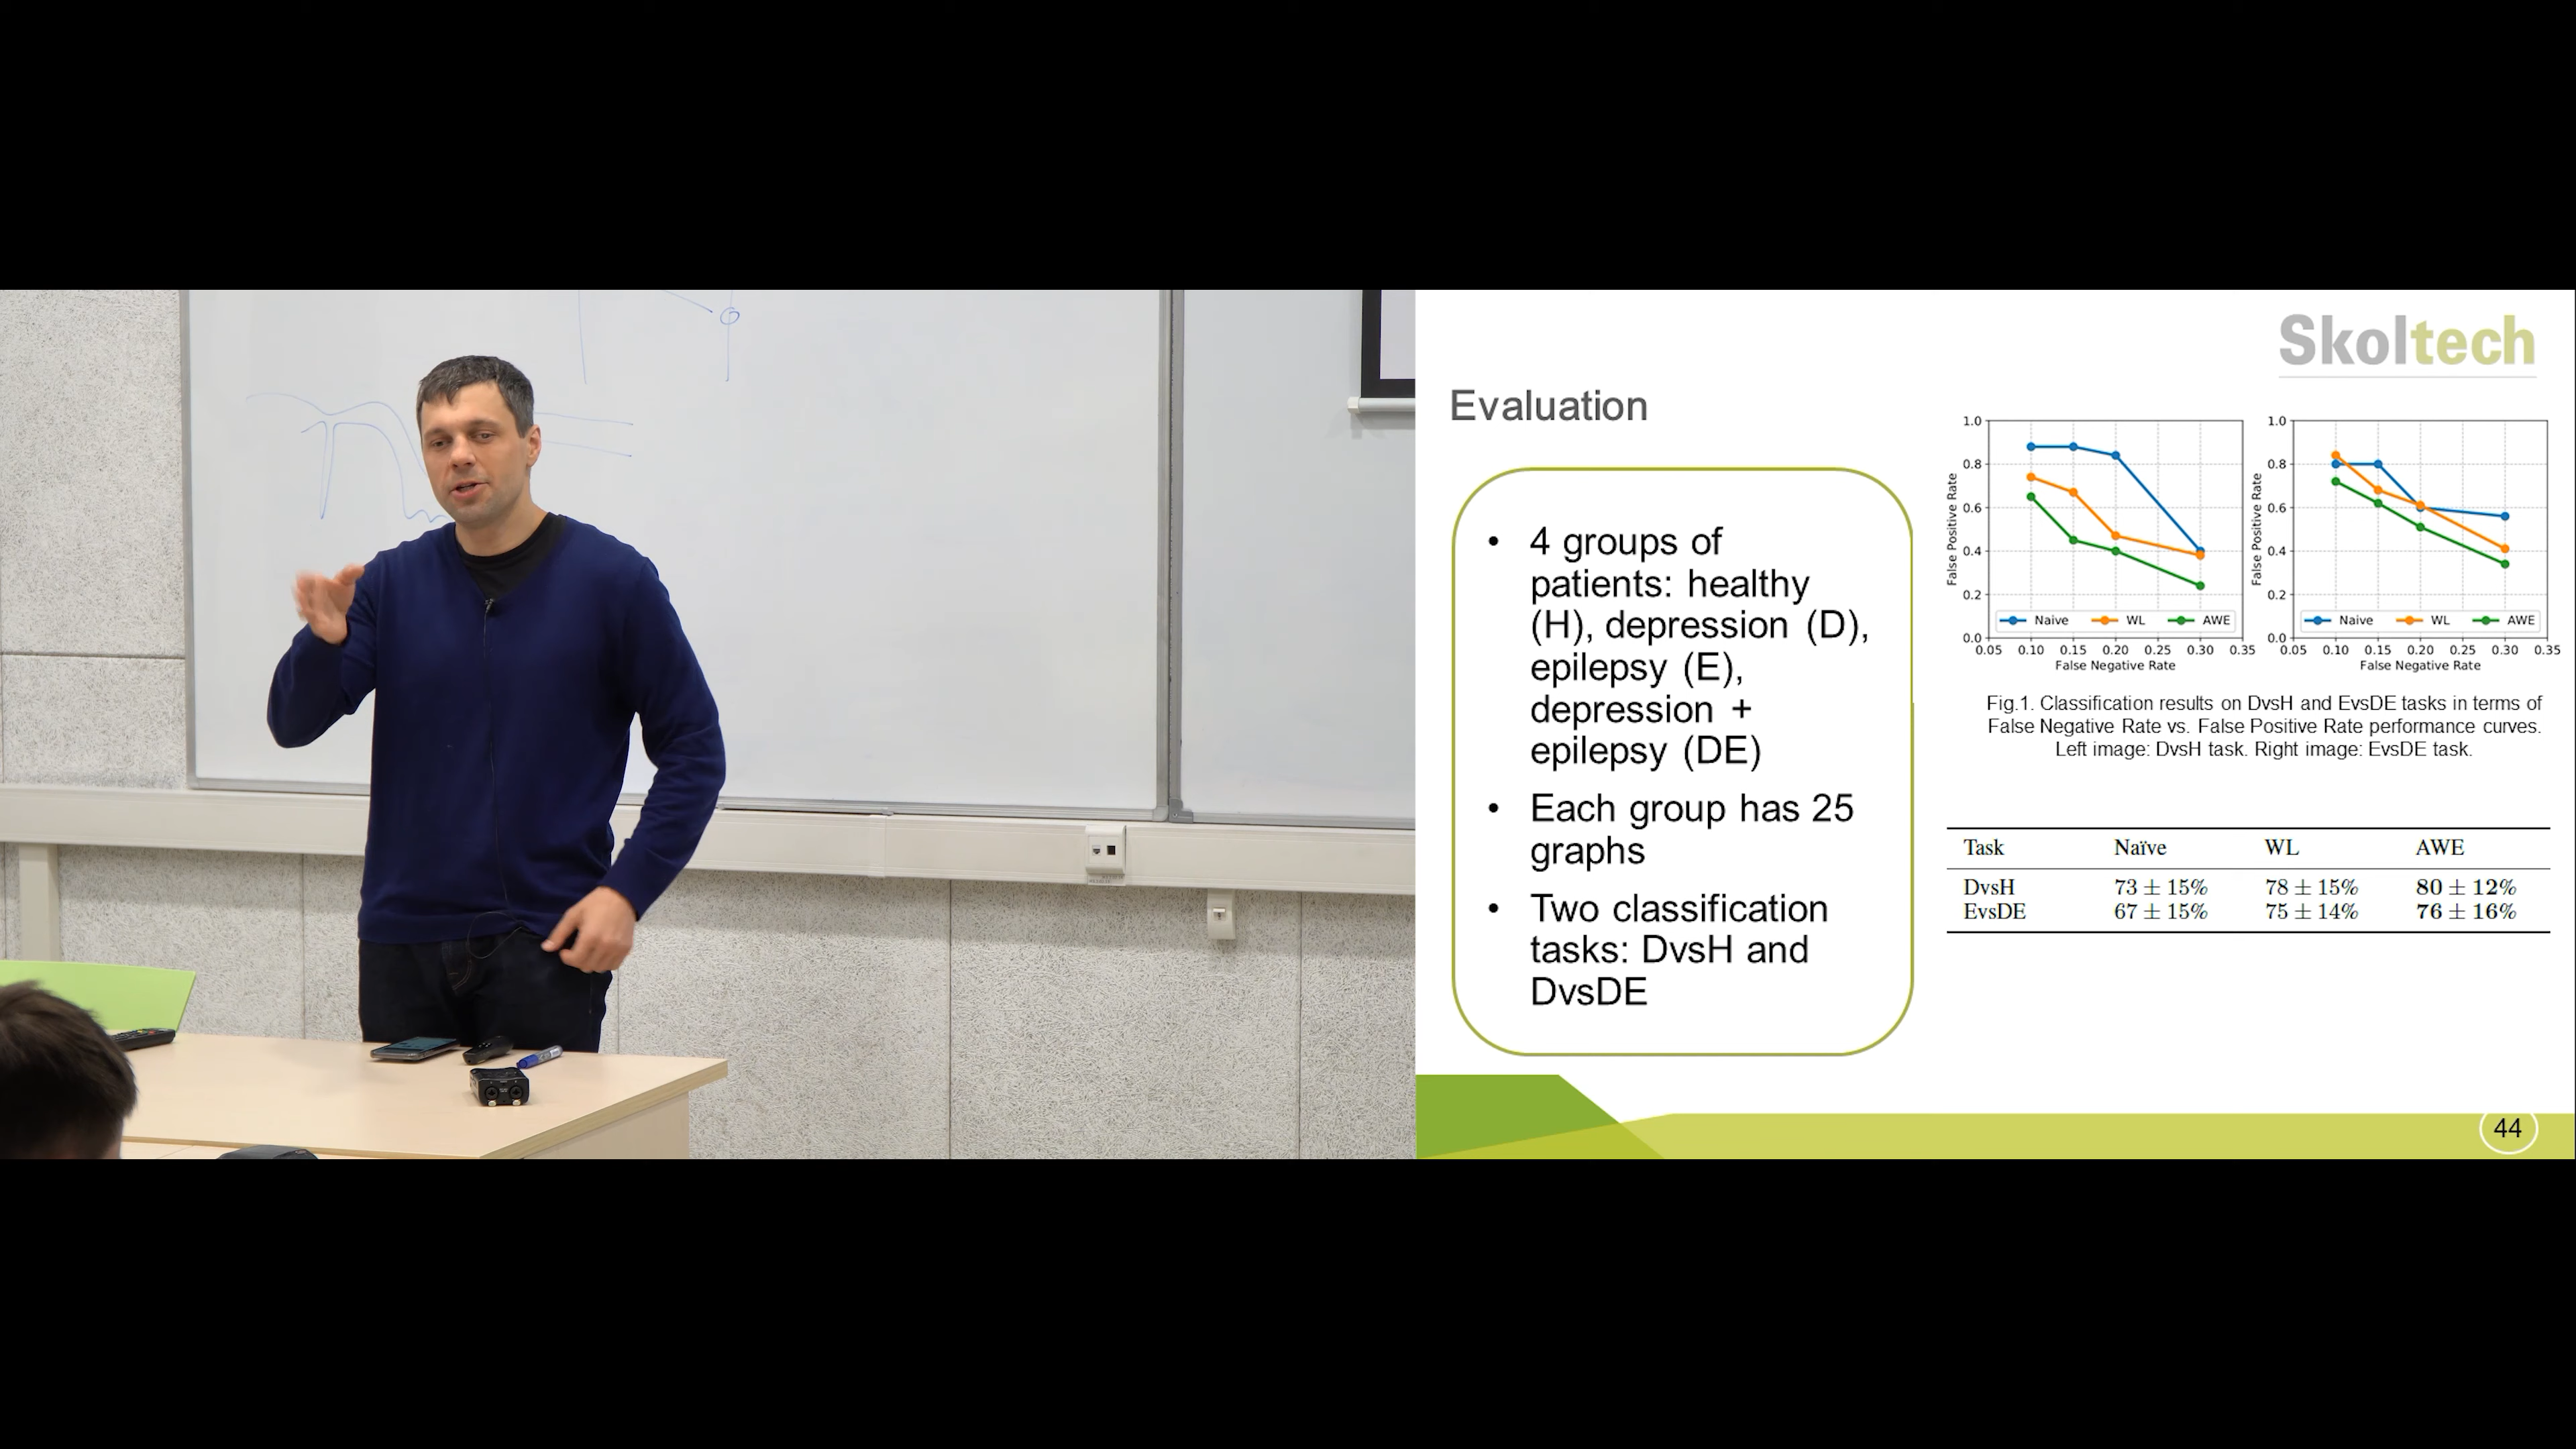 Skoltech
Evaluation
• 4 groups of
patients: healthy
(H), depression (D),
epilepsy (E),
depression +
epilepsy (DE)
• Each group has 25
graphs
• Two classification
tasks: DvsH and
DvsDE
False Positive Rate
1.0
0.8
0.6
0.4
0.2
0.0
Naive WL AWE
0.05 0.10 0.15 0.20 0.25 0.30 0.35
False Negative Rate
False Positive Rate
1.0
0.8
0.6
0.4
0.2
0.0
Naive WL AWE
0.05 0.10 0.15 0.20 0.25 0.30 0.35
False Negative Rate
Fig.1. Classification results on DvsH and EvsDE tasks in terms of
False Negative Rate vs. False Positive Rate performance curves.
Left image: DvsH task. Right image: EvsDE task.
Task Naïve WL AWE
DvsH 73 ± 15% 78 ± 15% 80 ± 12%
EvsDE 67 ± 15% 75 ± 14% 76 ± 16%
44